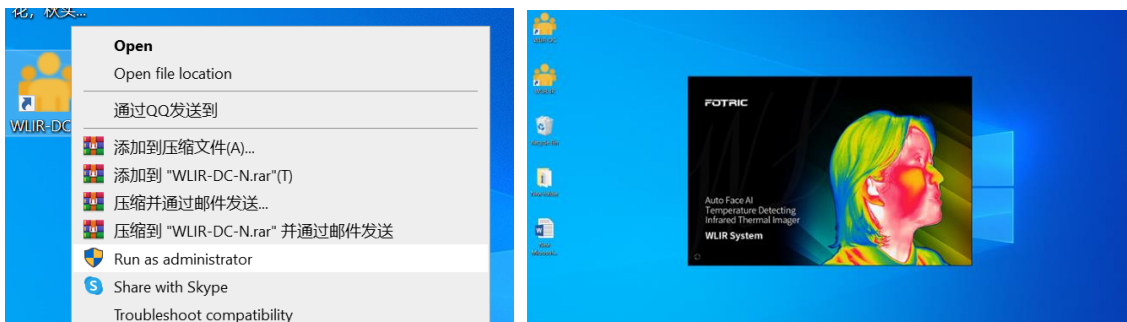 花，秋实...
WLIR-DC
Open
Open file location
通过QQ发送到
添加到压缩文件(A)...
添加到 "WLIR-DC-N.rar"(T)
压缩并通过邮件发送...
压缩到 "WLIR-DC-N.rar" 并通过邮件发送
Run as administrator
Share with Skype
Troubleshoot compatibility
FOTRIC
Auto Face AI
Temperature Detecting
Infrared Thermal Imager
WLIR System